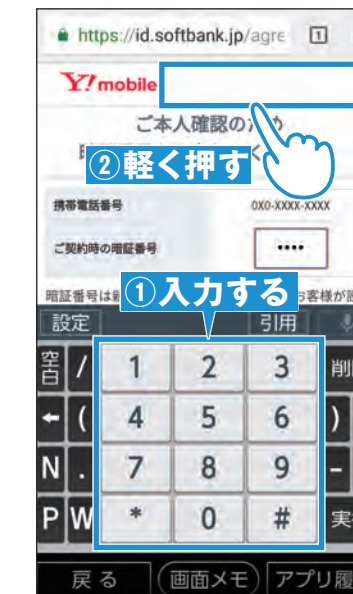 https://id.softbank.jp/agre 1
Y!mobile
ご本人確認の
②軽く押す
携帯電話番号 0X0-XXXX-XXXX
ご契約時の暗証番号 ••••
暗証番号は
①入力する
お客様が
設定 引用
空白 / 1 2 3 削
← ( 4 5 6 )
N . 7 8 9 -
P W * 0 # 実
戻る 画面メモ アプリ履